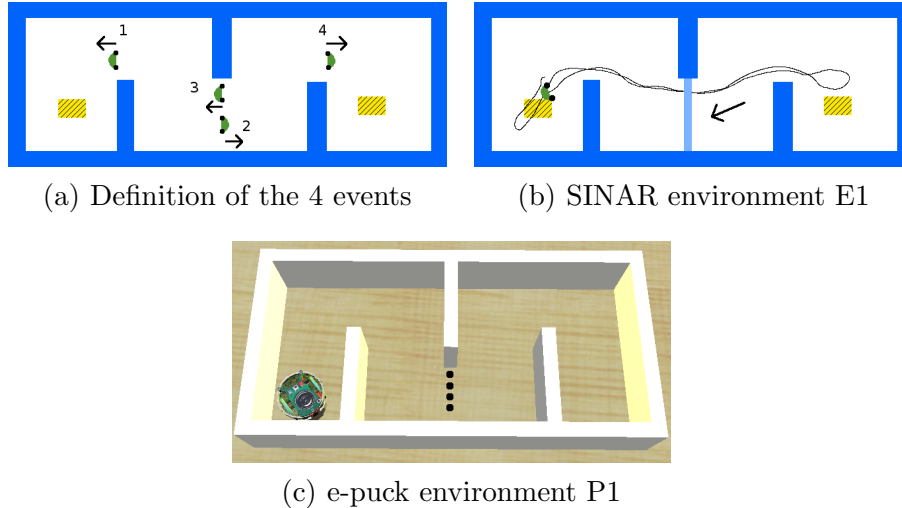 1
4
3
2
(a) Definition of the 4 events
(b) SINAR environment E1
(c) e-puck environment P1